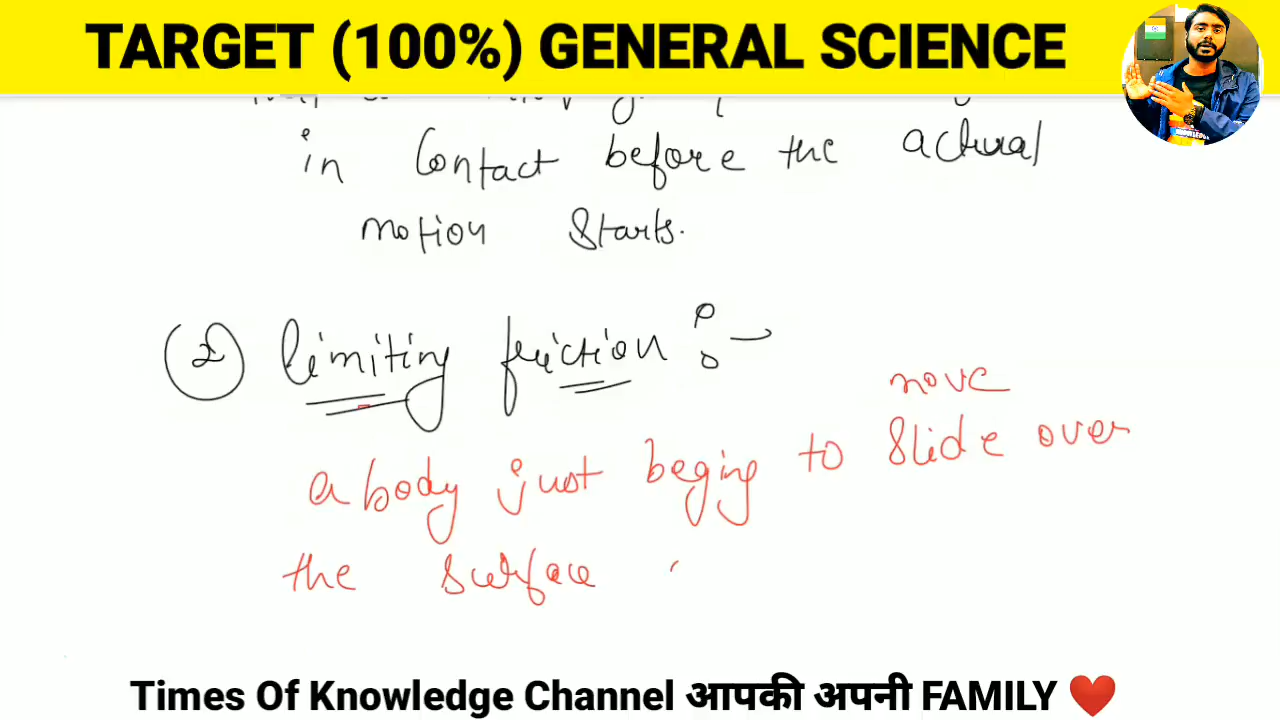 TARGET (100%) GENERAL SCIENCE
in Contact before the actual
motion Starts.
② limiting friction :-
move
a body just beging to Slide over
the surface
Times Of Knowledge Channel आपकी अपनी FAMILY ❤️